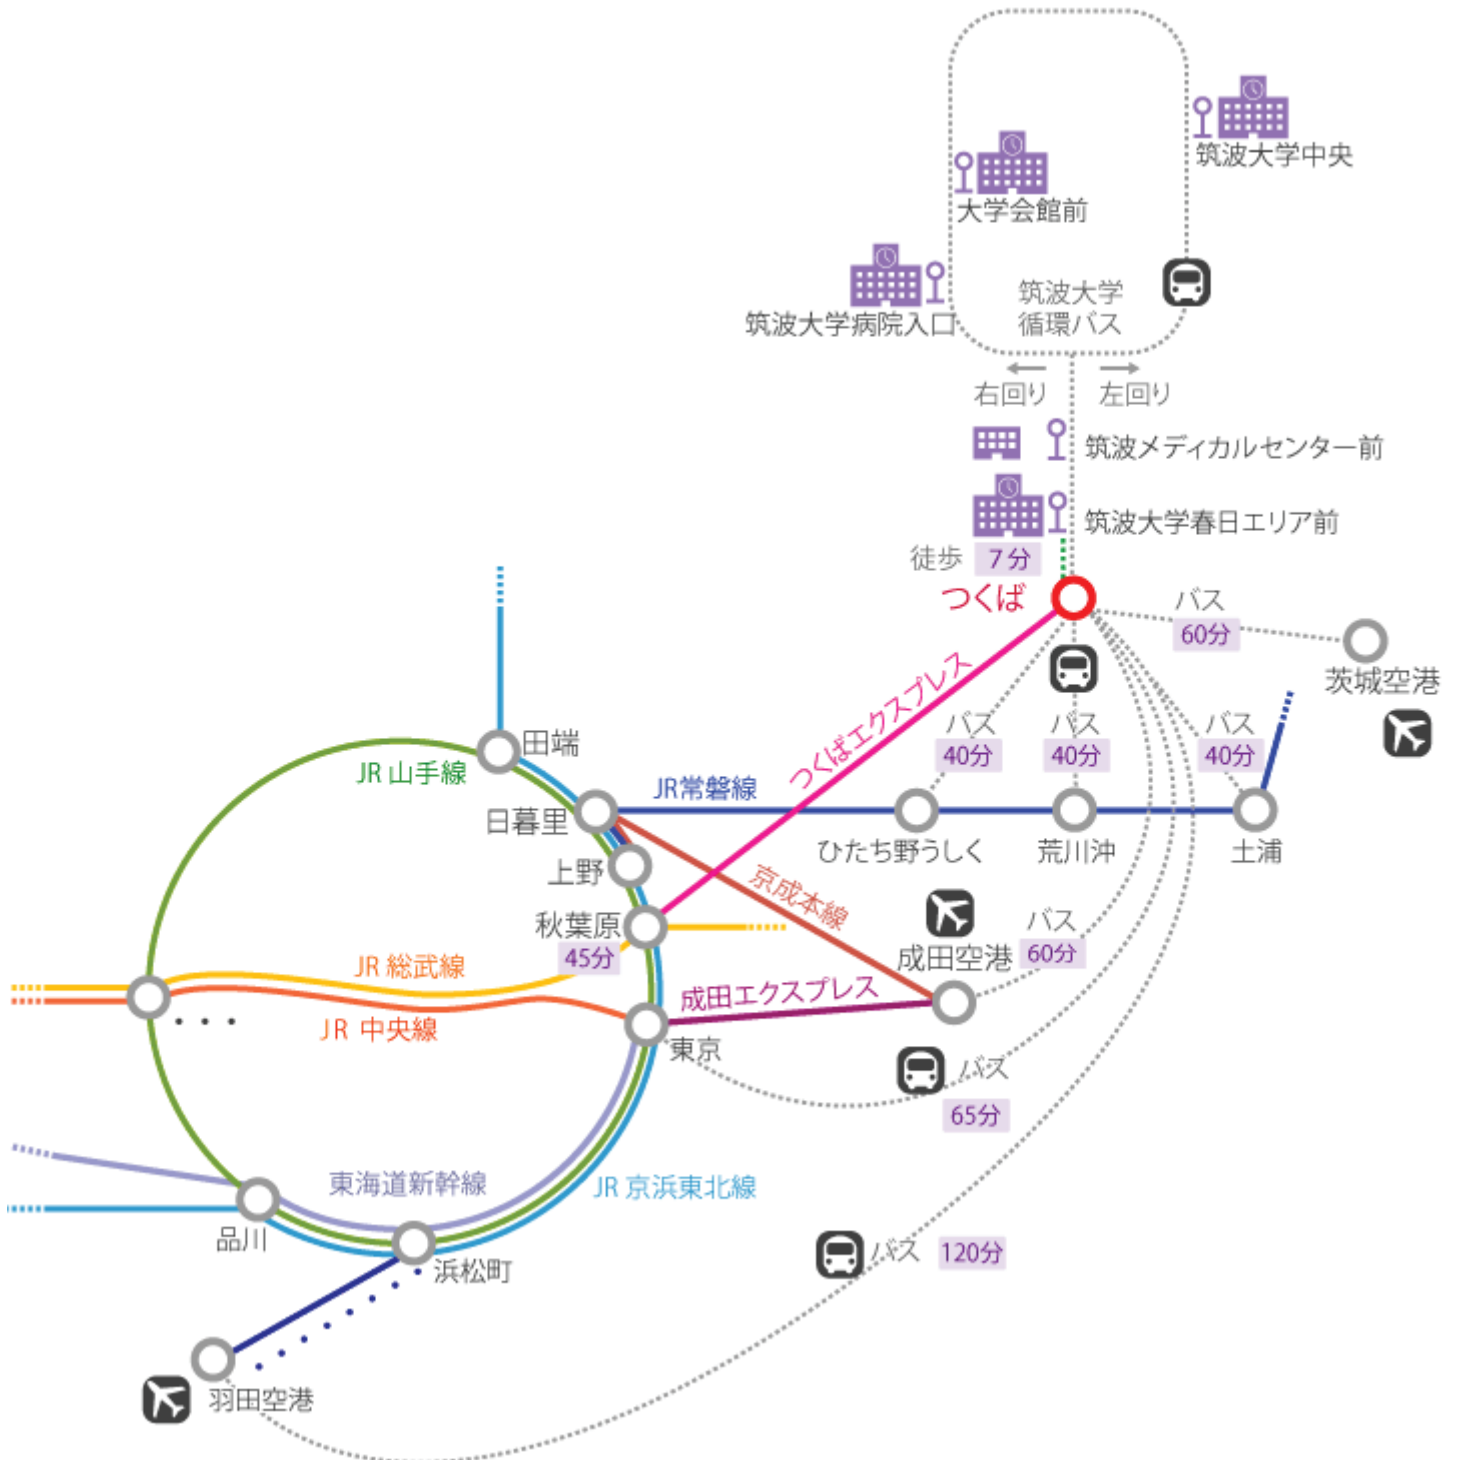 筑波大学中央
大学会館前
筑波大学病院入口
筑波大学
循環バス
右回り
左回り
筑波メディカルセンター前
筑波大学春日エリア前
徒歩
7分
つくば
バス
60分
茨城空港
つくばエクスプレス
バス
40分
バス
40分
バス
40分
田端
JR 山手線
日暮里
JR常磐線
ひたち野うしく
荒川沖
土浦
上野
京成本線
秋葉原
45分
JR 総武線
成田空港
バス
60分
成田エクスプレス
JR 中央線
東京
バス
65分
東海道新幹線
JR 京浜東北線
品川
浜松町
バス
120分
羽田空港